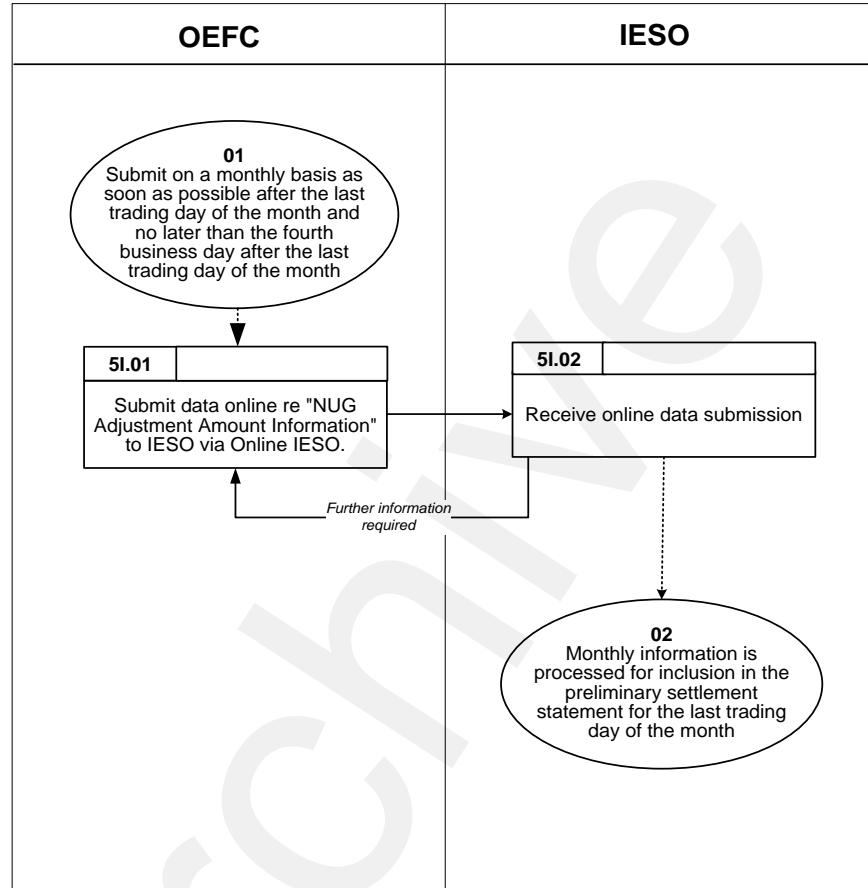 OEFC
IESO
01
Submit on a monthly basis as
soon as possible after the last
trading day of the month and
no later than the fourth
business day after the last
trading day of the month
5I.01
Submit data online re "NUG
Adjustment Amount Information"
to IESO via Online IESO.
5I.02
Receive online data submission
Further information
required
02
Monthly information is
processed for inclusion in the
preliminary settlement
statement for the last trading
day of the month